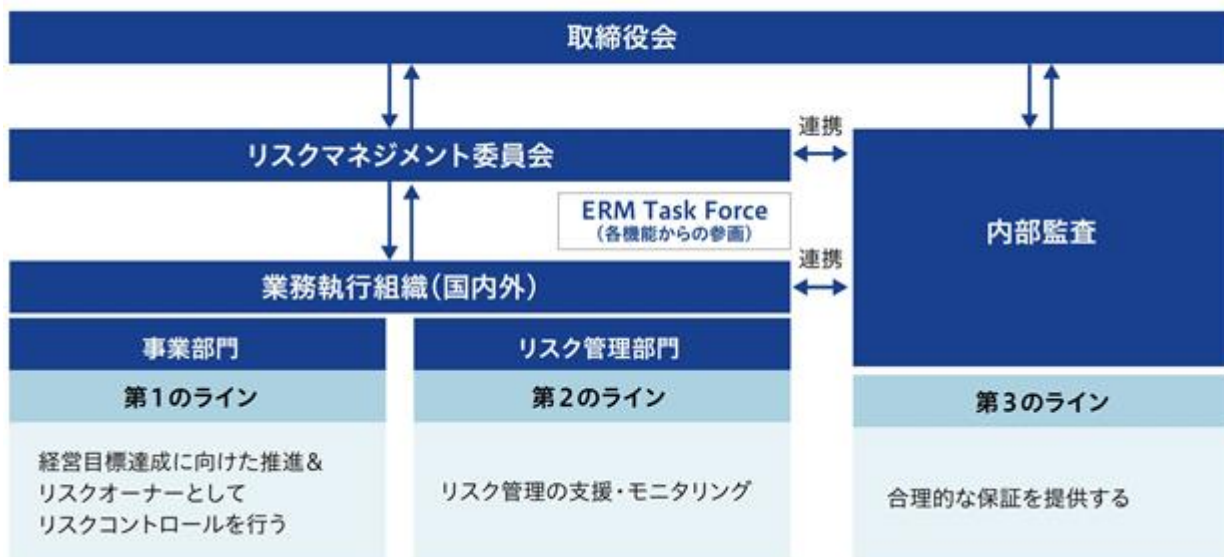 取締役会
連携
リスクマネジメント委員会
ERM Task Force
(各機能からの参画)
内部監査
連携
業務執行組織(国内外)
事業部門
リスク管理部門
第1のライン
第2のライン
第3のライン
経営目標達成に向けた推進&
リスクオーナーとして
リスクコントロールを行う
リスク管理の支援・モニタリング
合理的な保証を提供する